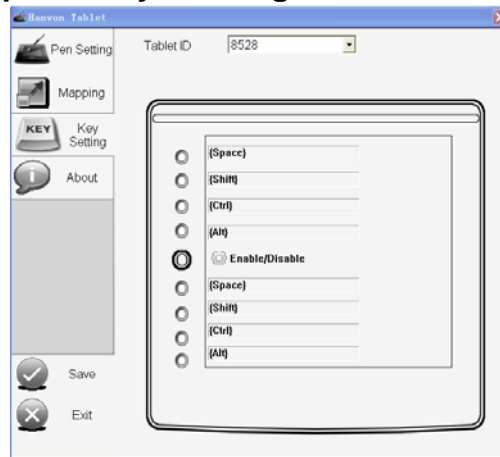 Hanvon Tablet
Pen Setting
Tablet ID
8528
Mapping
KEY
Key
Setting
About
{Space}
{Shift}
{Ctrl}
{Alt}
Enable/Disable
{Space}
{Shift}
{Ctrl}
{Alt}
Save
Exit